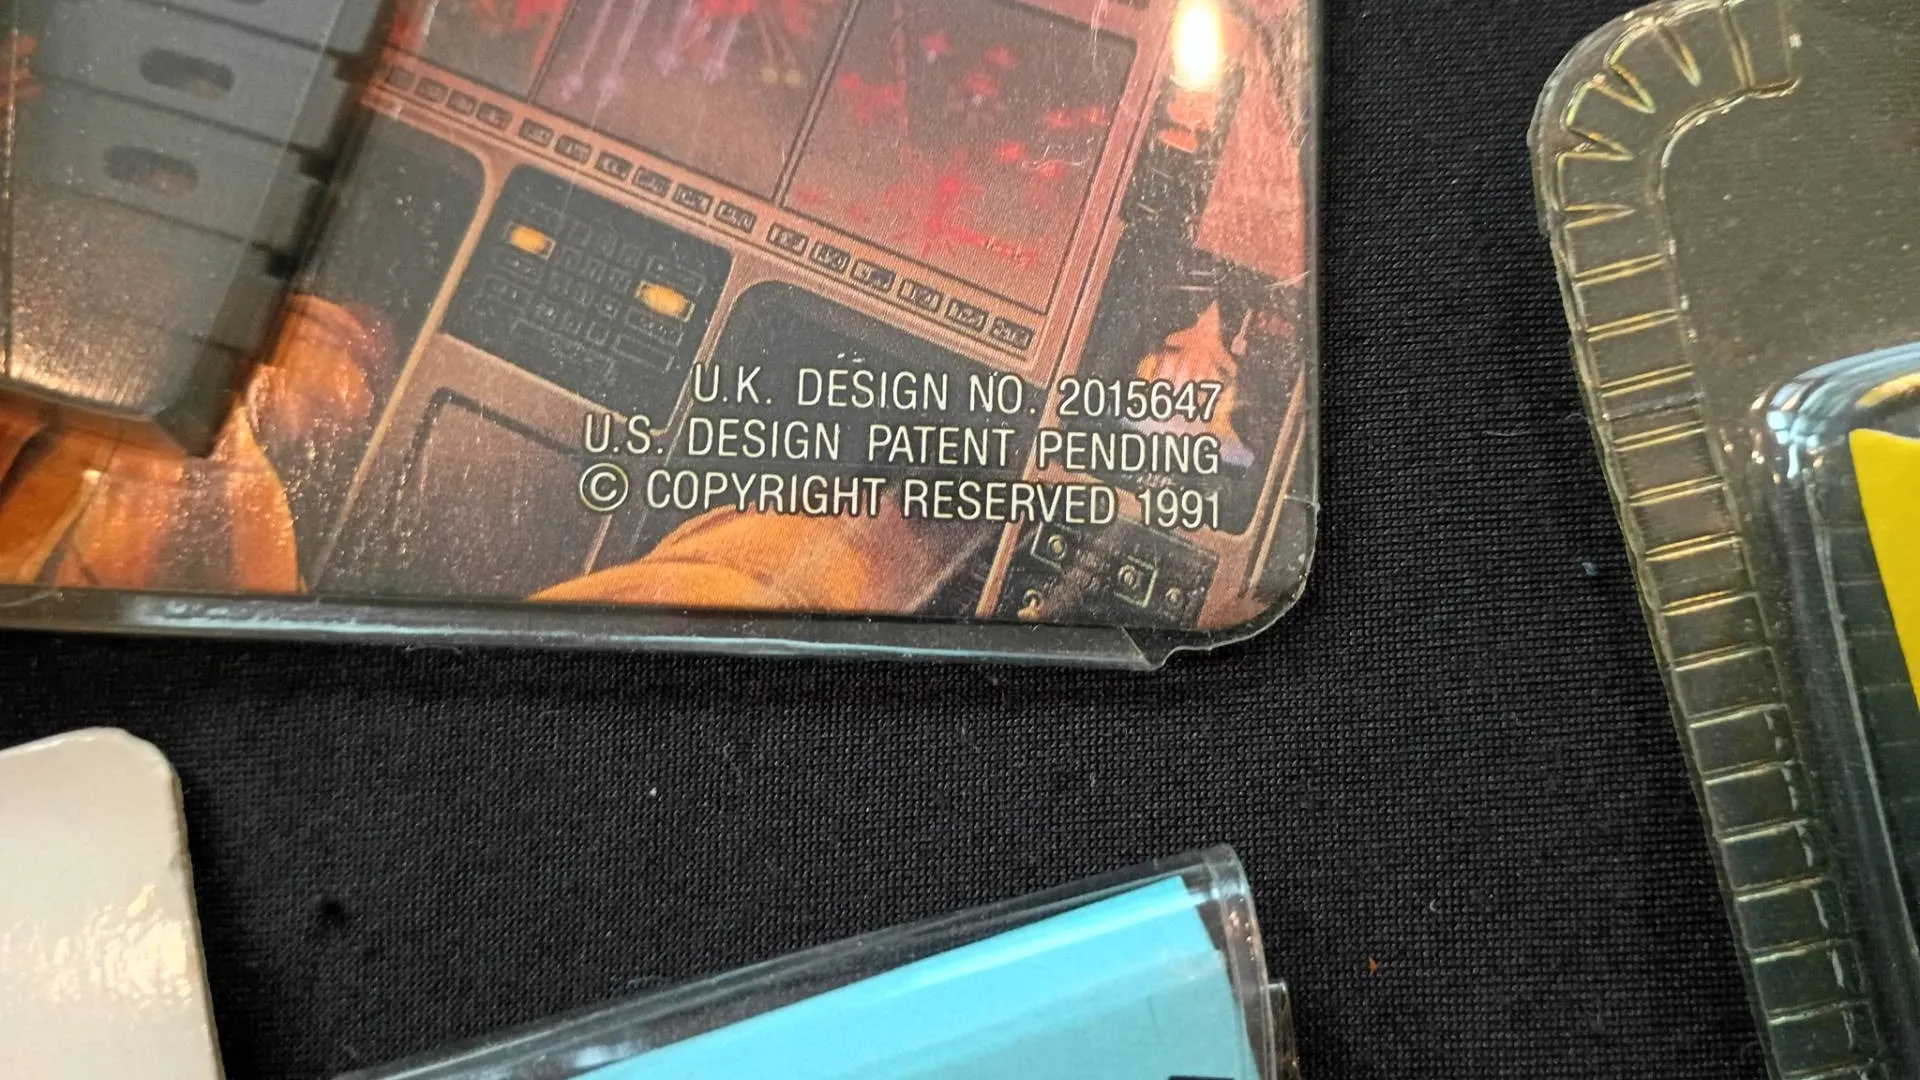 U.K. DESIGN NO. 2015647
U.S. DESIGN PATENT PENDING
© COPYRIGHT RESERVED 1991